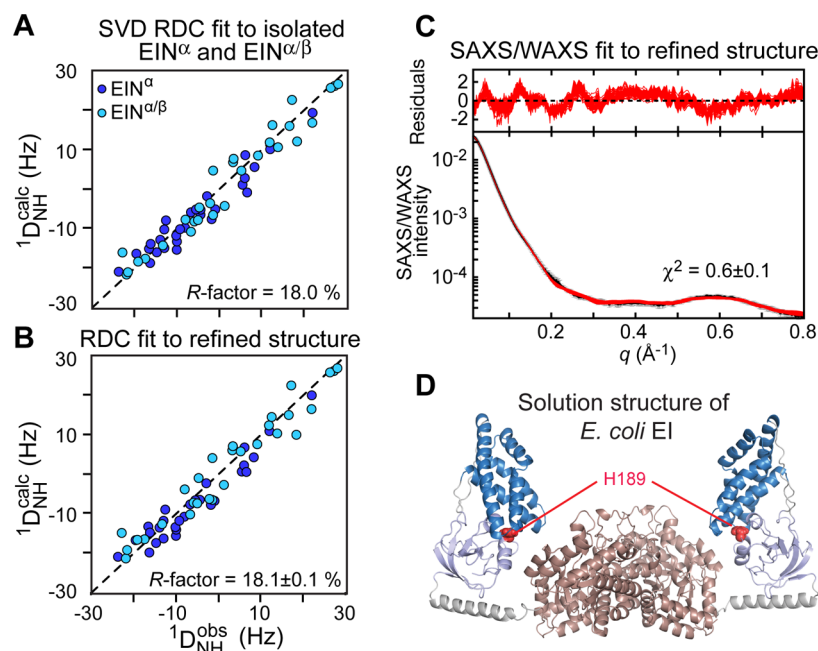 A
SVD RDC fit to isolated
EINα and EINα/β
30
10
-10
-30
¹DNHcalc (Hz)
EINα
EINα/β
R-factor = 18.0 %
B
RDC fit to refined structure
30
10
-10
-30
¹DNHcalc (Hz)
R-factor = 18.1±0.1 %
-30 -10 10 30
¹DNHobs (Hz)
C
SAXS/WAXS fit to refined structure
Residuals
2
0
-2
SAXS/WAXS
intensity
10-2
10-3
10-4
χ2 = 0.6±0.1
0.2 0.4 0.6 0.8
q (Å-1)
D
Solution structure of
E. coli EI
H189